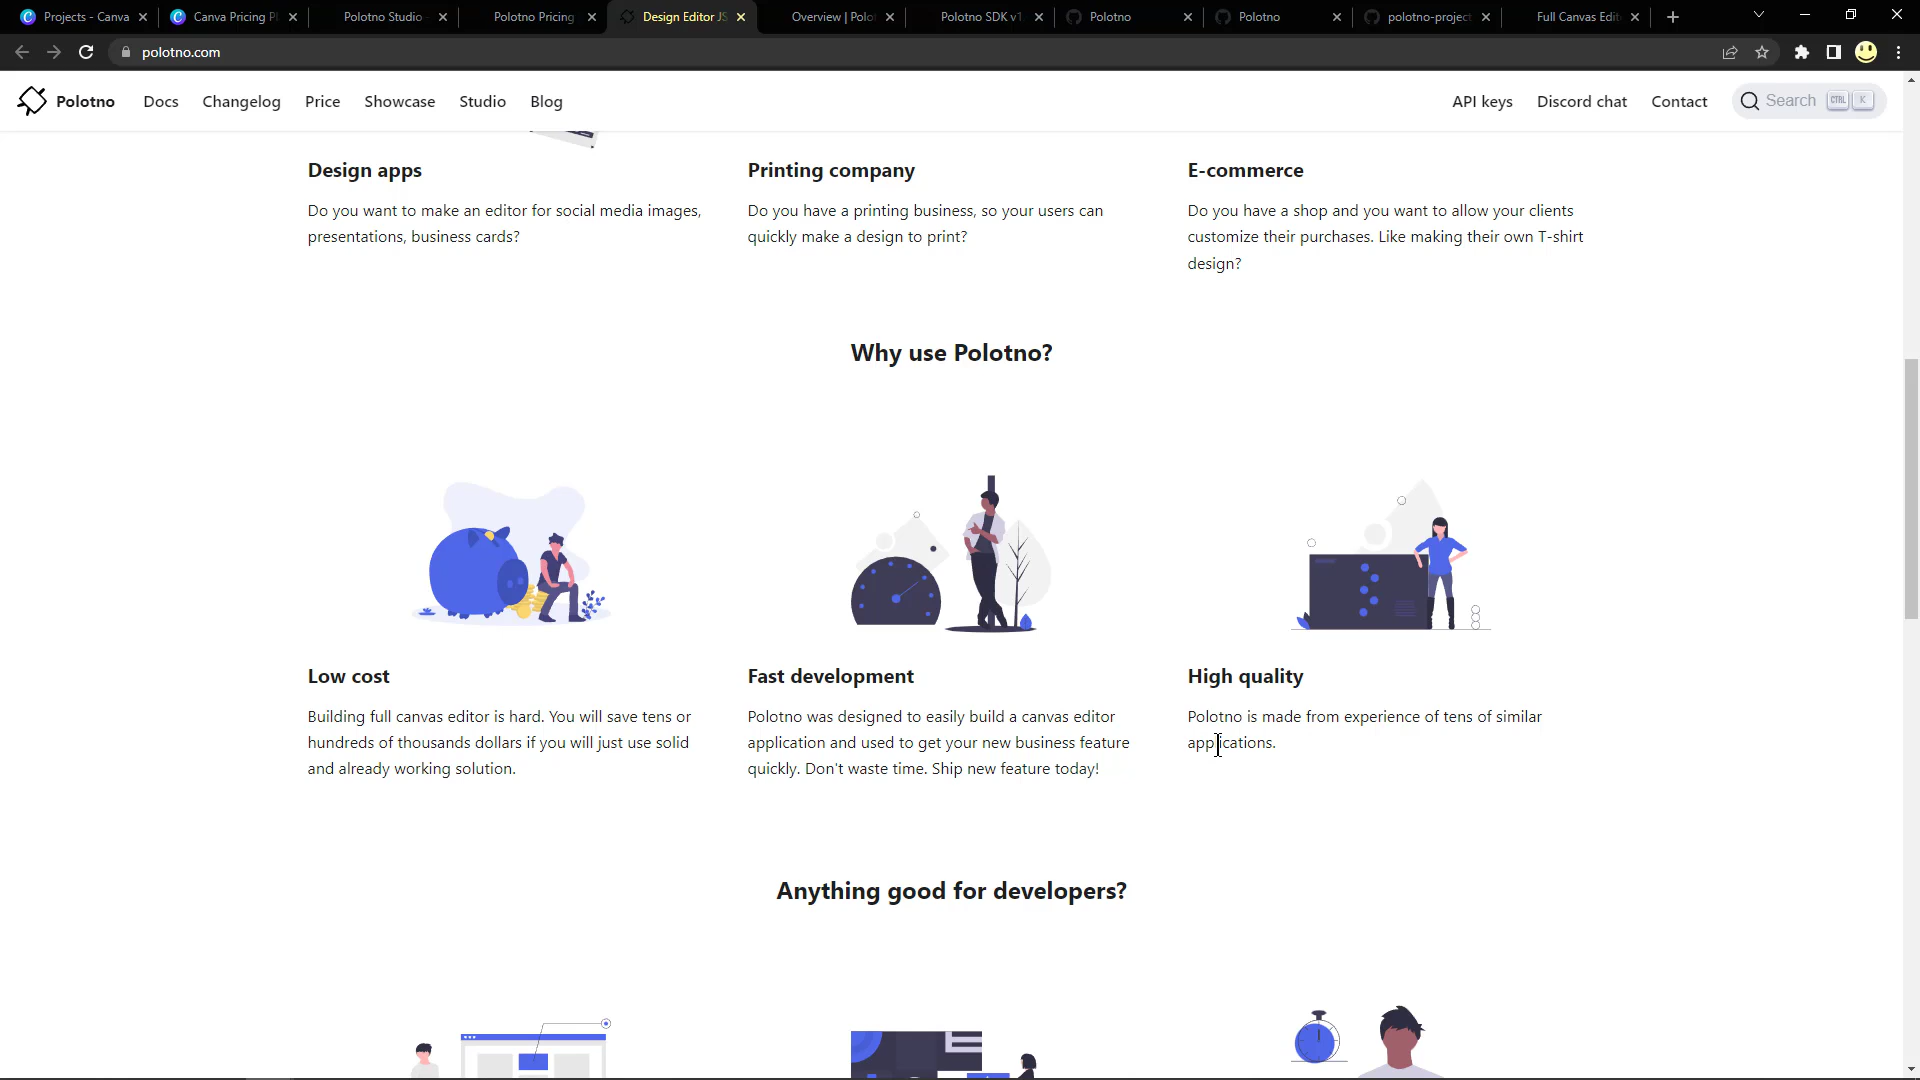 Projects - Canva
Canva Pricing Pl
Polotno Studio -
Polotno Pricing
Design Editor JS
Overview | Polot
Polotno SDK v1
Polotno
Polotno
polotno-project
Full Canvas Edit
polotno.com
Polotno
Docs
Changelog
Price
Showcase
Studio
Blog
API keys
Discord chat
Contact
Search
CTRL
K
Design apps
Do you want to make an editor for social media images,
presentations, business cards?
Printing company
Do you have a printing business, so your users can
quickly make a design to print?
E-commerce
Do you have a shop and you want to allow your clients
customize their purchases. Like making their own T-shirt
design?
Why use Polotno?
Low cost
Building full canvas editor is hard. You will save tens or
hundreds of thousands dollars if you will just use solid
and already working solution.
Fast development
Polotno was designed to easily build a canvas editor
application and used to get your new business feature
quickly. Don't waste time. Ship new feature today!
High quality
Polotno is made from experience of tens of similar
applications.
Anything good for developers?